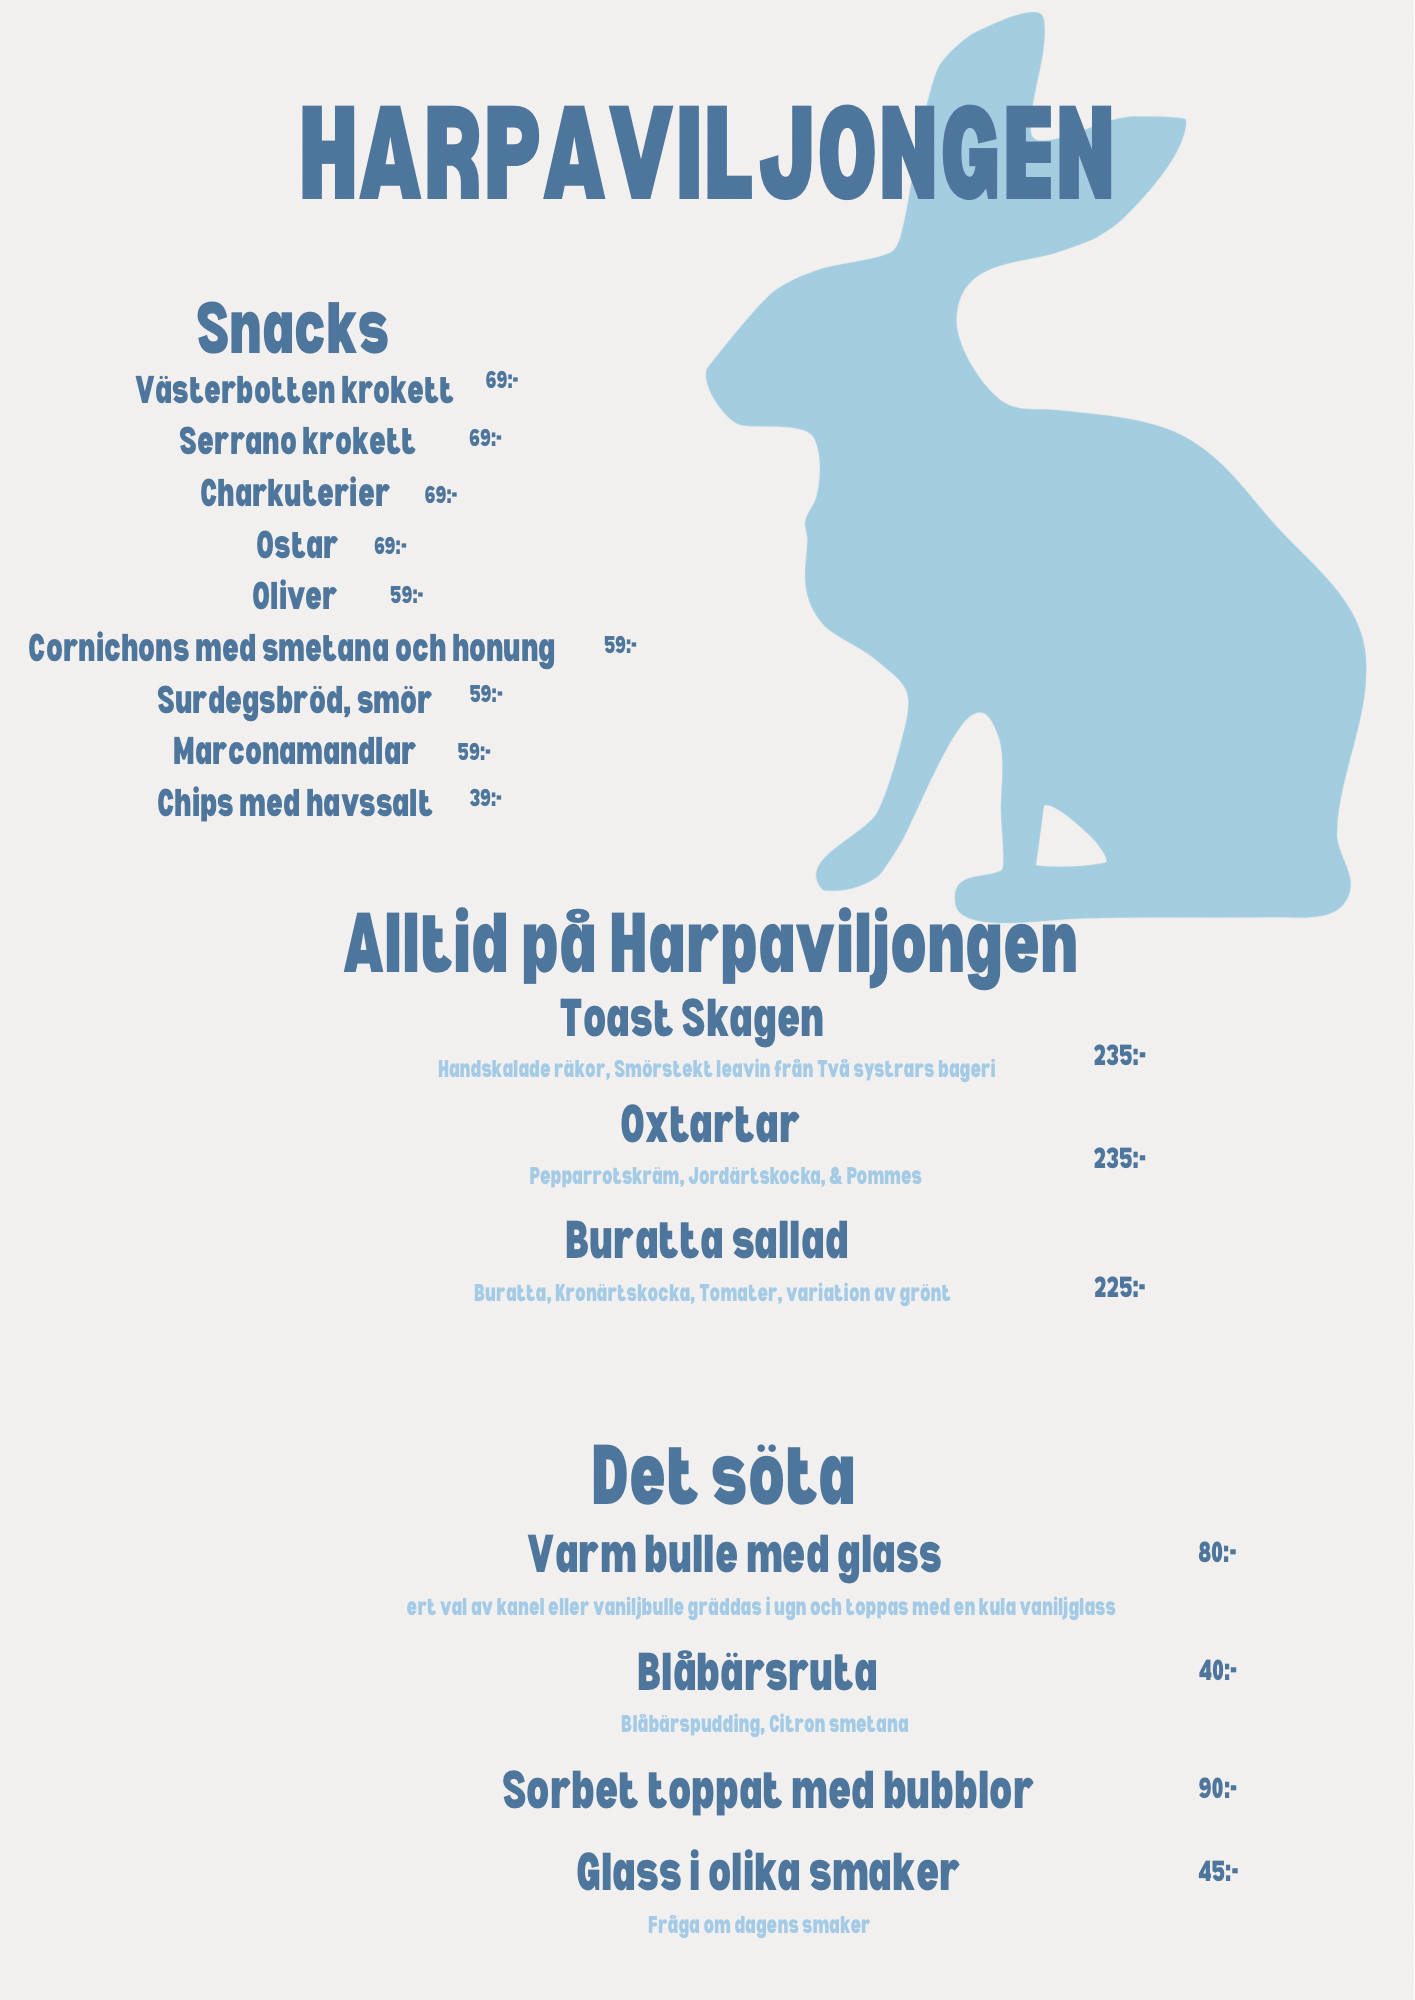 HARPAVILJONGEN
Snacks
Västerbotten krokett 69:-
Serrano krokett 69:-
Charkuterier 69:-
Ostar 69:-
Oliver 59:-
Cornichons med smetana och honung 59:-
Surdegsbröd, smör 59:-
Marconamandlar 59:-
Chips med havssalt 39:-
Alltid på Harpaviljongen
Toast Skagen
Handskalade räkor, Smörstekt leavin från Två systrars bageri 235:-
Oxtartar
Pepparrotskräm, Jordärtskocka, & Pommes 235:-
Buratta sallad
Buratta, Kronärtskocka, Tomater, variation av grönt 225:-
Det söta
Varm bulle med glass 80:-
ert val av kanel eller vaniljbulle gräddas i ugn och toppas med en kula vaniljglass
Blåbärsruta 40:-
Blåbärspudding, Citron smetana
Sorbet toppat med bubblor 90:-
Glass i olika smaker 45:-
Fråga om dagens smaker